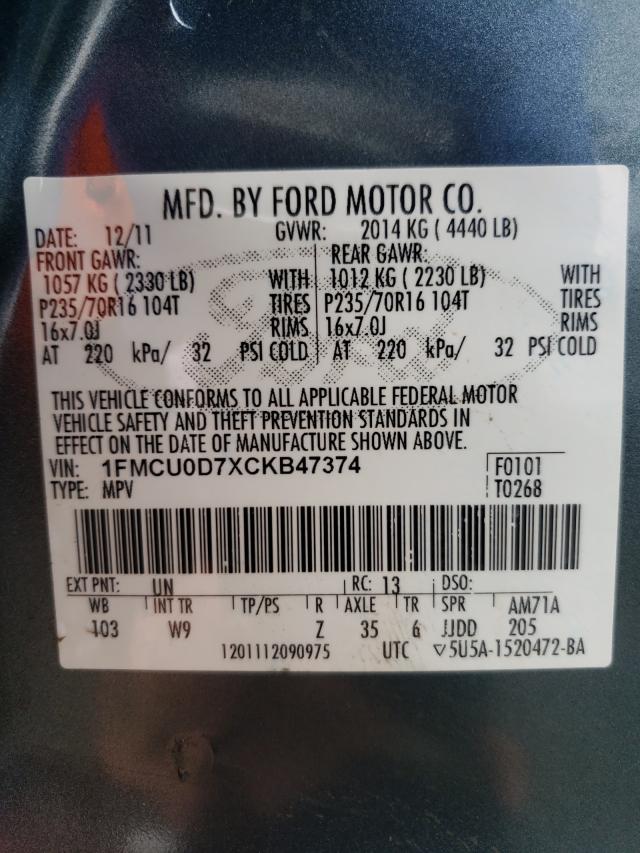 MFD. BY FORD MOTOR CO.
DATE: 12/11 GVWR: 2014 KG ( 4440 LB)
FRONT GAWR: REAR GAWR:
1057 KG ( 2330 LB) WITH 1012 KG ( 2230 LB) WITH
P235/70R16 104T TIRES P235/70R16 104T TIRES
16x7.0J RIMS 16x7.0J RIMS
AT 220 kPa/ 32 PSI COLD AT 220 kPa/ 32 PSI COLD
Ford
THIS VEHICLE CONFORMS TO ALL APPLICABLE FEDERAL MOTOR
VEHICLE SAFETY AND THEFT PREVENTION STANDARDS IN
EFFECT ON THE DATE OF MANUFACTURE SHOWN ABOVE.
VIN: 1FMCU0D7XCKB47374 F0101
TYPE: MPV T0268
EXT PNT: UN RC: 13 DSO:
WB INT TR TP/PS R AXLE TR SPR AM71A
103 W9 Z 35 6 JJDD 205
1201112090975 UTC ▽5U5A-1520472-BA